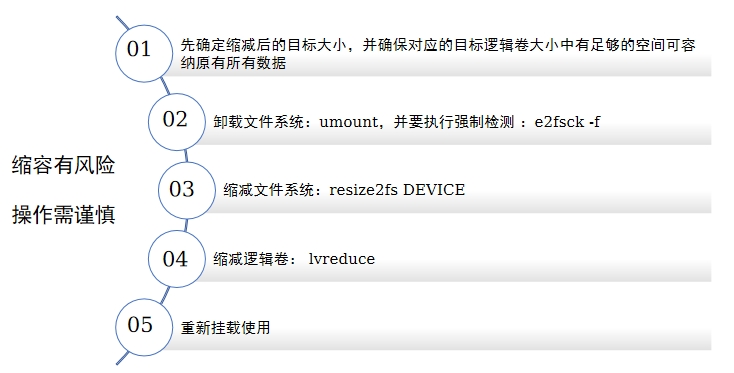 缩容有风险
操作需谨慎
01
先确定缩减后的目标大小，并确保对应的目标逻辑卷大小中有足够的空间可容
纳原有所有数据
02
卸载文件系统：umount，并要执行强制检测 ：e2fsck -f
03
缩减文件系统：resize2fs DEVICE
04
缩减逻辑卷： lvreduce
05
重新挂载使用